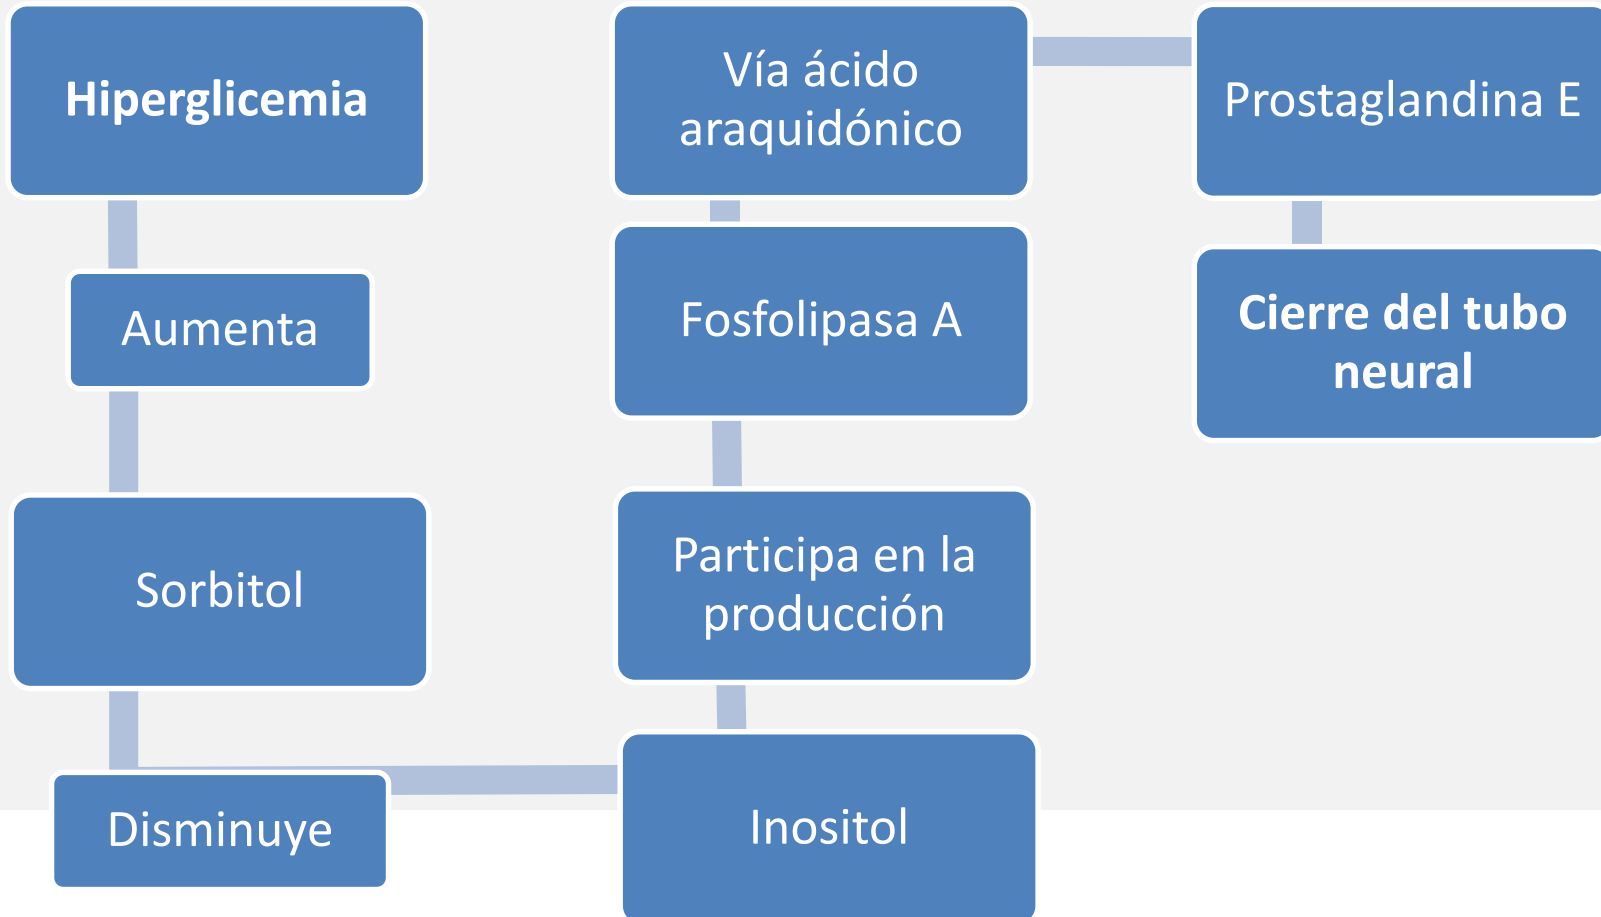 Hiperglicemia
Aumenta
Sorbitol
Disminuye
Inositol
Participa en la
producción
Fosfolipasa A
Vía ácido
araquidónico
Prostaglandina E
Cierre del tubo
neural